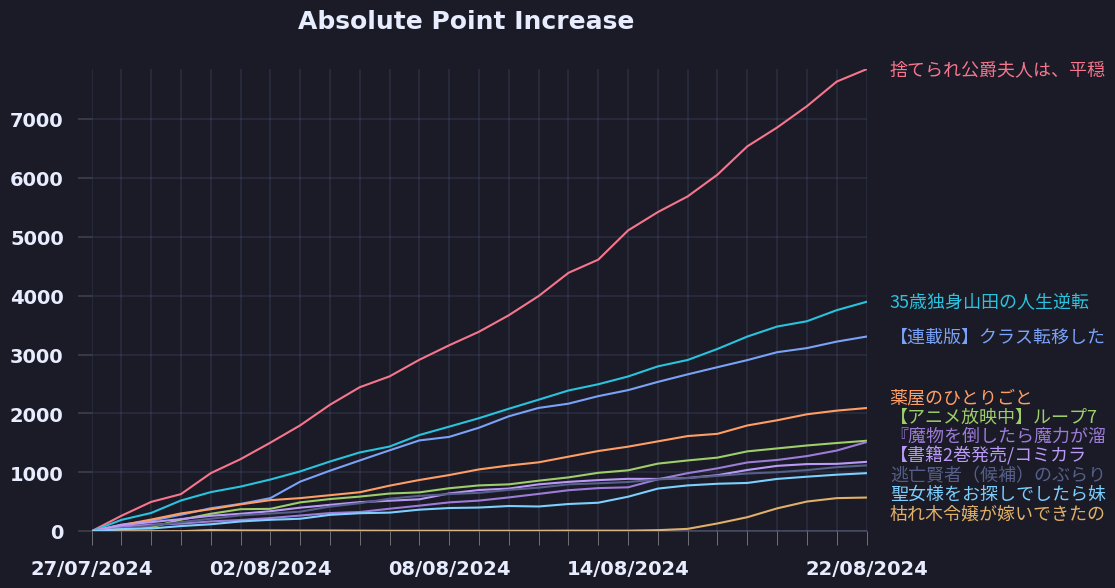 Absolute Point Increase
捨てられ公爵夫人は、平穏
7000
6000
5000
4000
35歳独身山田の人生逆転
【連載版】クラス転移した
3000
薬屋のひとりごと
2000
【アニメ放映中】ループ7
『魔物を倒したら魔力が溜
【書籍2巻発売/コミカラ
1000
逃亡賢者（候補）のぶらり
聖女様をお探しでしたら妹
枯れ木令嬢が嫁いできたの
0
27/07/2024
02/08/2024
08/08/2024
14/08/2024
22/08/2024